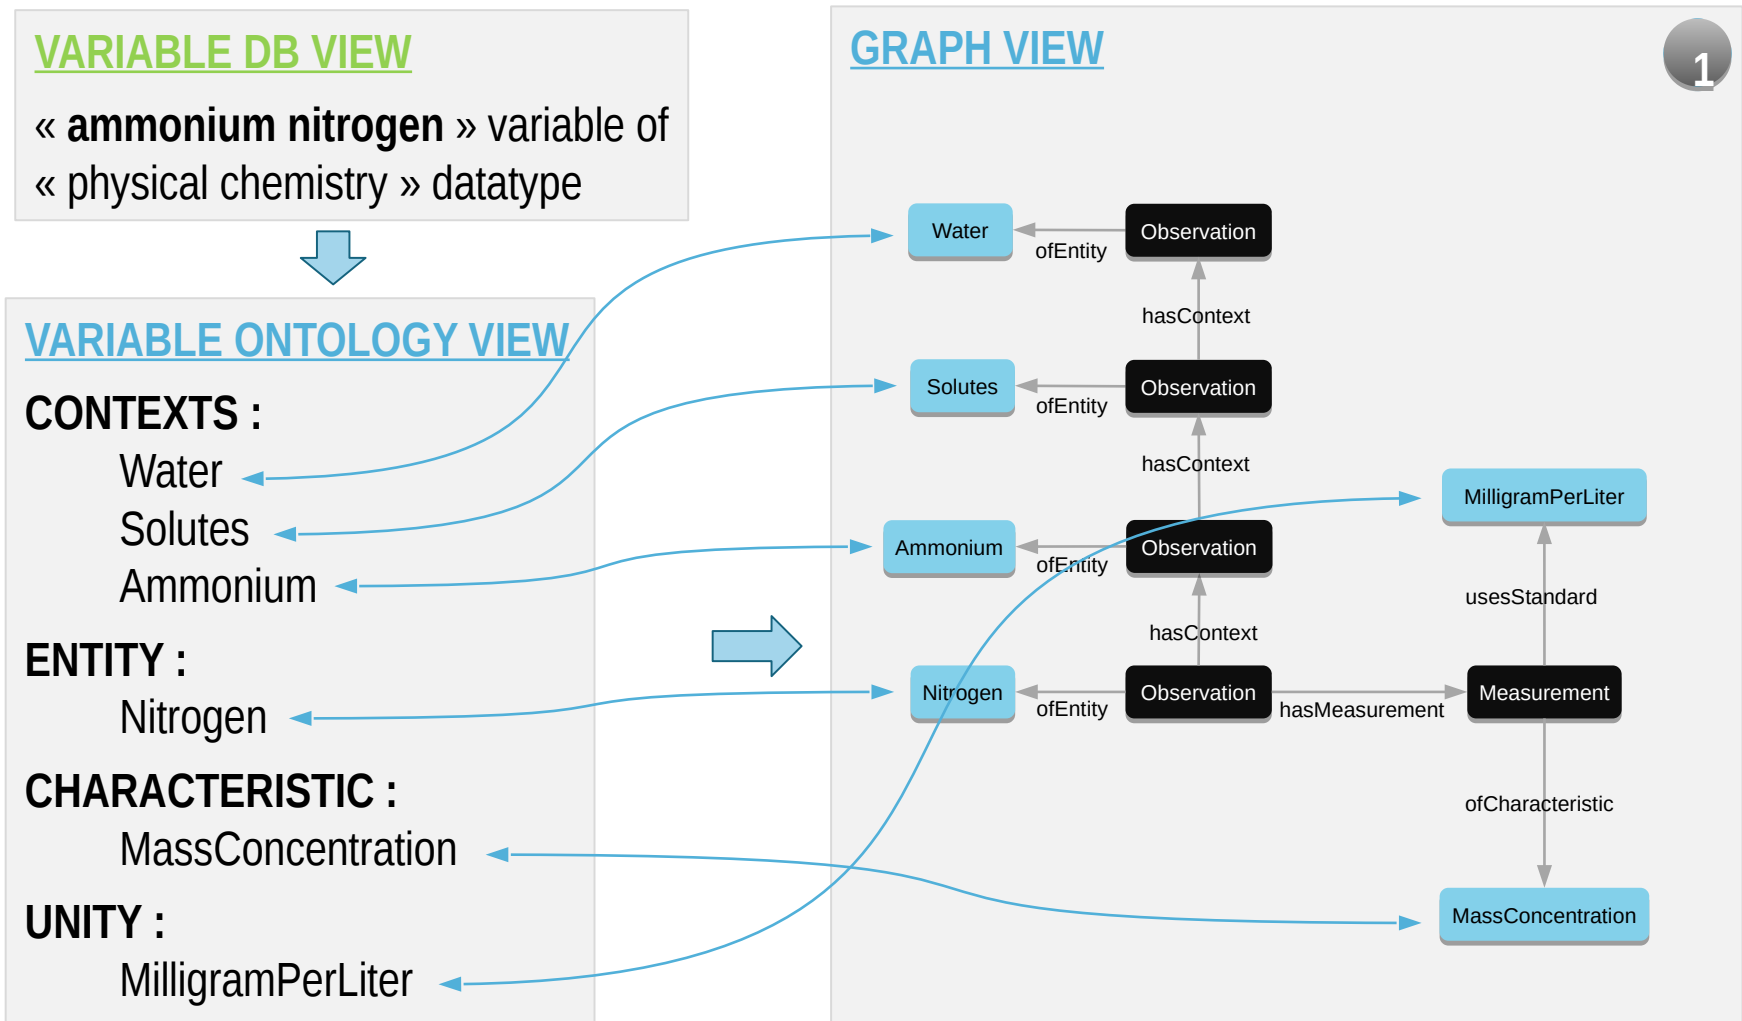 VARIABLE DB VIEW
« ammonium nitrogen » variable of
« physical chemistry » datatype
VARIABLE ONTOLOGY VIEW
CONTEXTS :
Water
Solutes
Ammonium
ENTITY :
Nitrogen
CHARACTERISTIC :
MassConcentration
UNITY :
MilligramPerLiter
GRAPH VIEW
1
Water
ofEntity
Observation
hasContext
Solutes
ofEntity
Observation
hasContext
MilligramPerLiter
Ammonium
ofEntity
Observation
usesStandard
hasContext
Nitrogen
ofEntity
Observation
hasMeasurement
Measurement
ofCharacteristic
MassConcentration